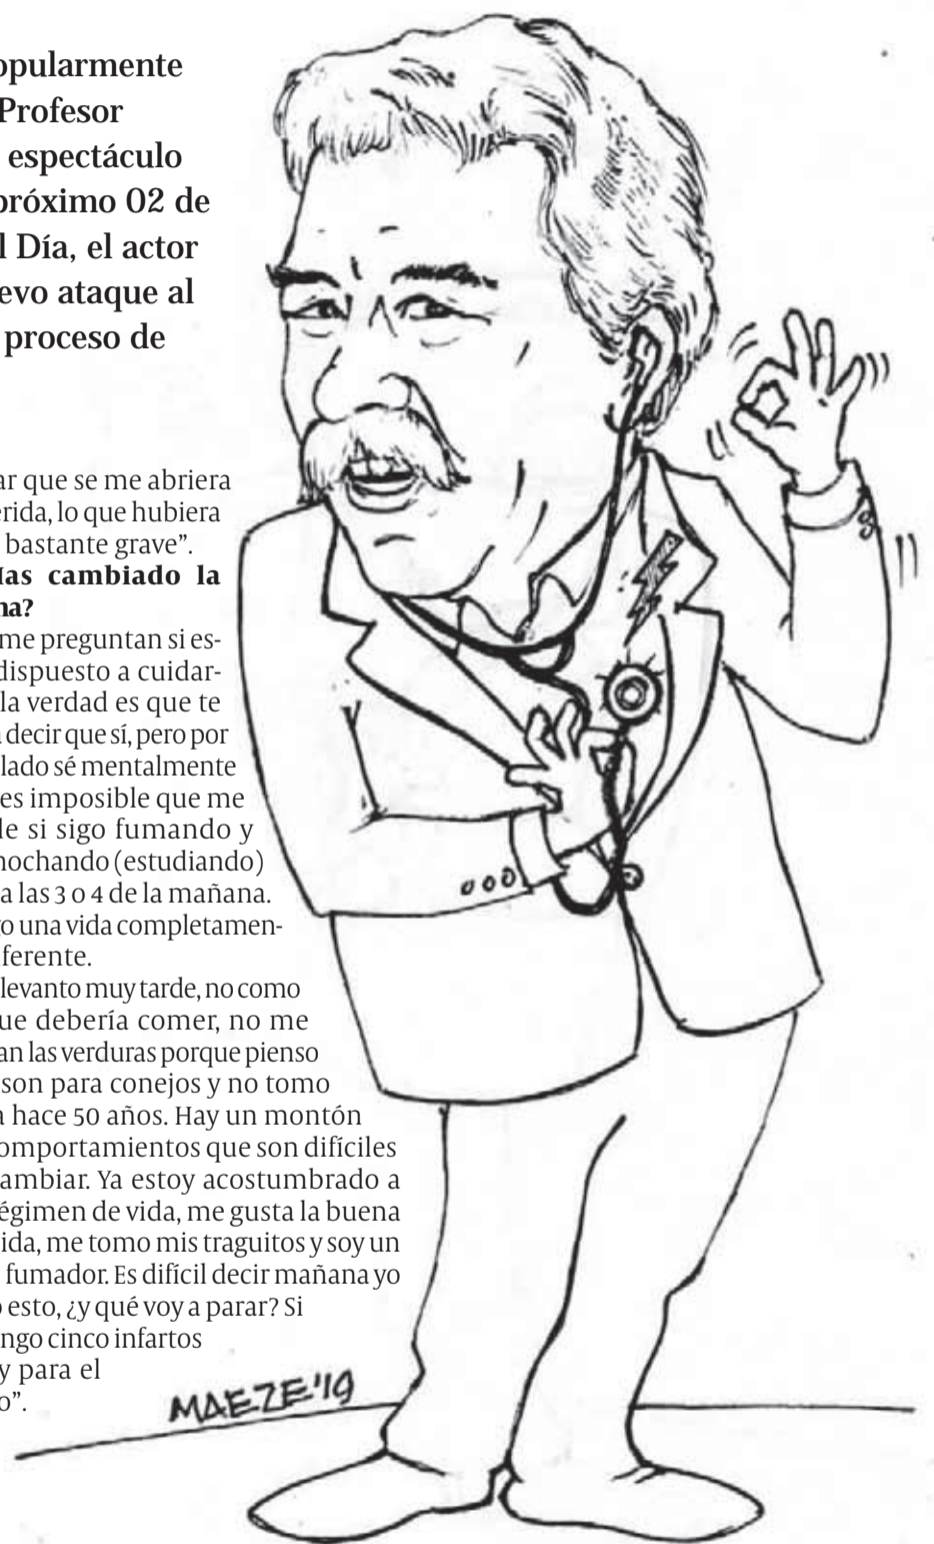 opularmente
Profesor
espectáculo
próximo 02 de
l Día, el actor
evo ataque al
proceso de
ar que se me abriera
erida, lo que hubiera
bastante grave”.
Has cambiado la
na?
me preguntan si es-
dispuesto a cuidar-
la verdad es que te
decir que sí, pero por
lado sé mentalmente
es imposible que me
de si sigo fumando y
nochando (estudiando)
a las 3 o 4 de la mañana.
o una vida completamen-
ferente.
levanto muy tarde, no como
ue debería comer, no me
an las verduras porque pienso
son para conejos y no tomo
a hace 50 años. Hay un montón
omportamientos que son difíciles
ambiar. Ya estoy acostumbrado a
égimen de vida, me gusta la buena
ida, me tomo mis traguitos y soy un
fumador. Es difícil decir mañana yo
o esto, ¿y qué voy a parar? Si
ngo cinco infartos
y para el
o”.
MAEZE'19